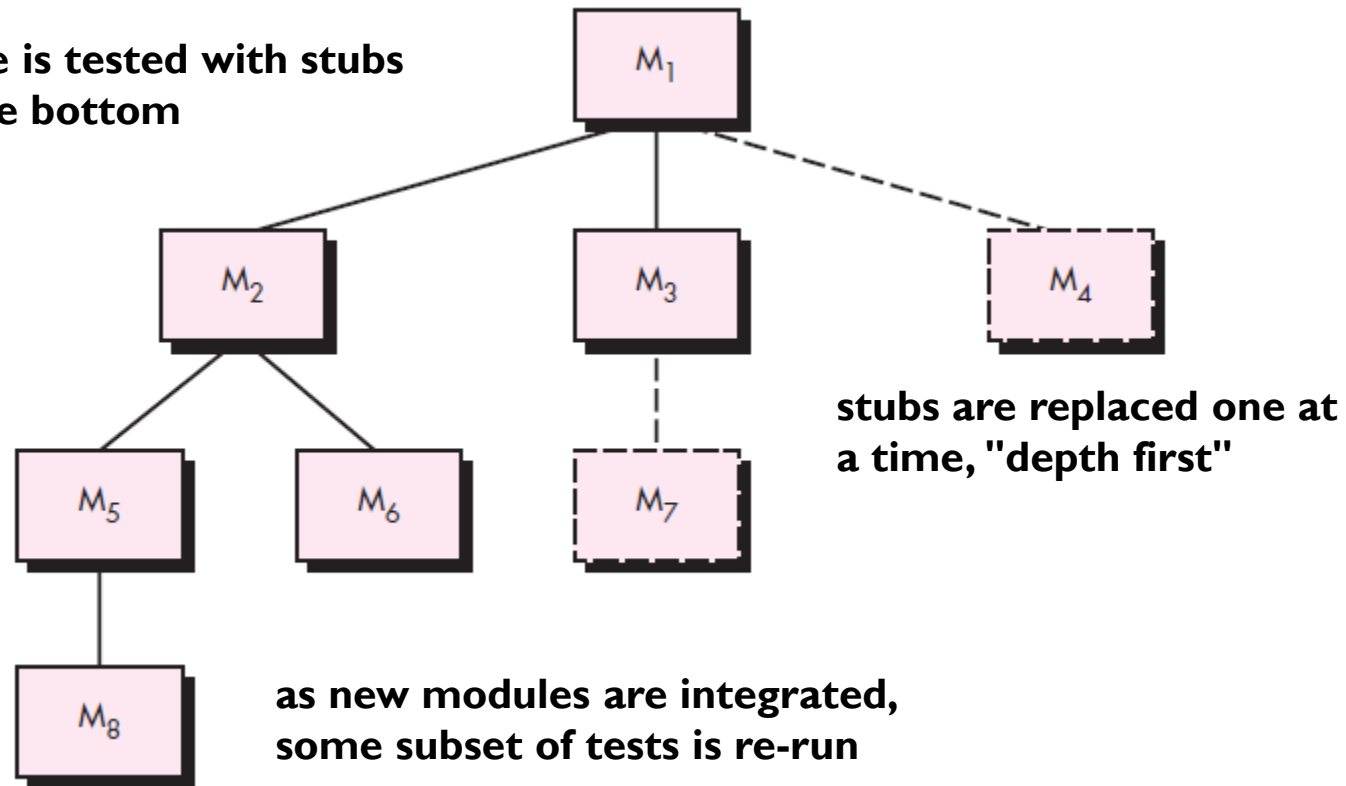 e is tested with stubs
e bottom
M1
M2
M3
M4
stubs are replaced one at
a time, "depth first"
M5
M6
M7
M8
as new modules are integrated,
some subset of tests is re-run